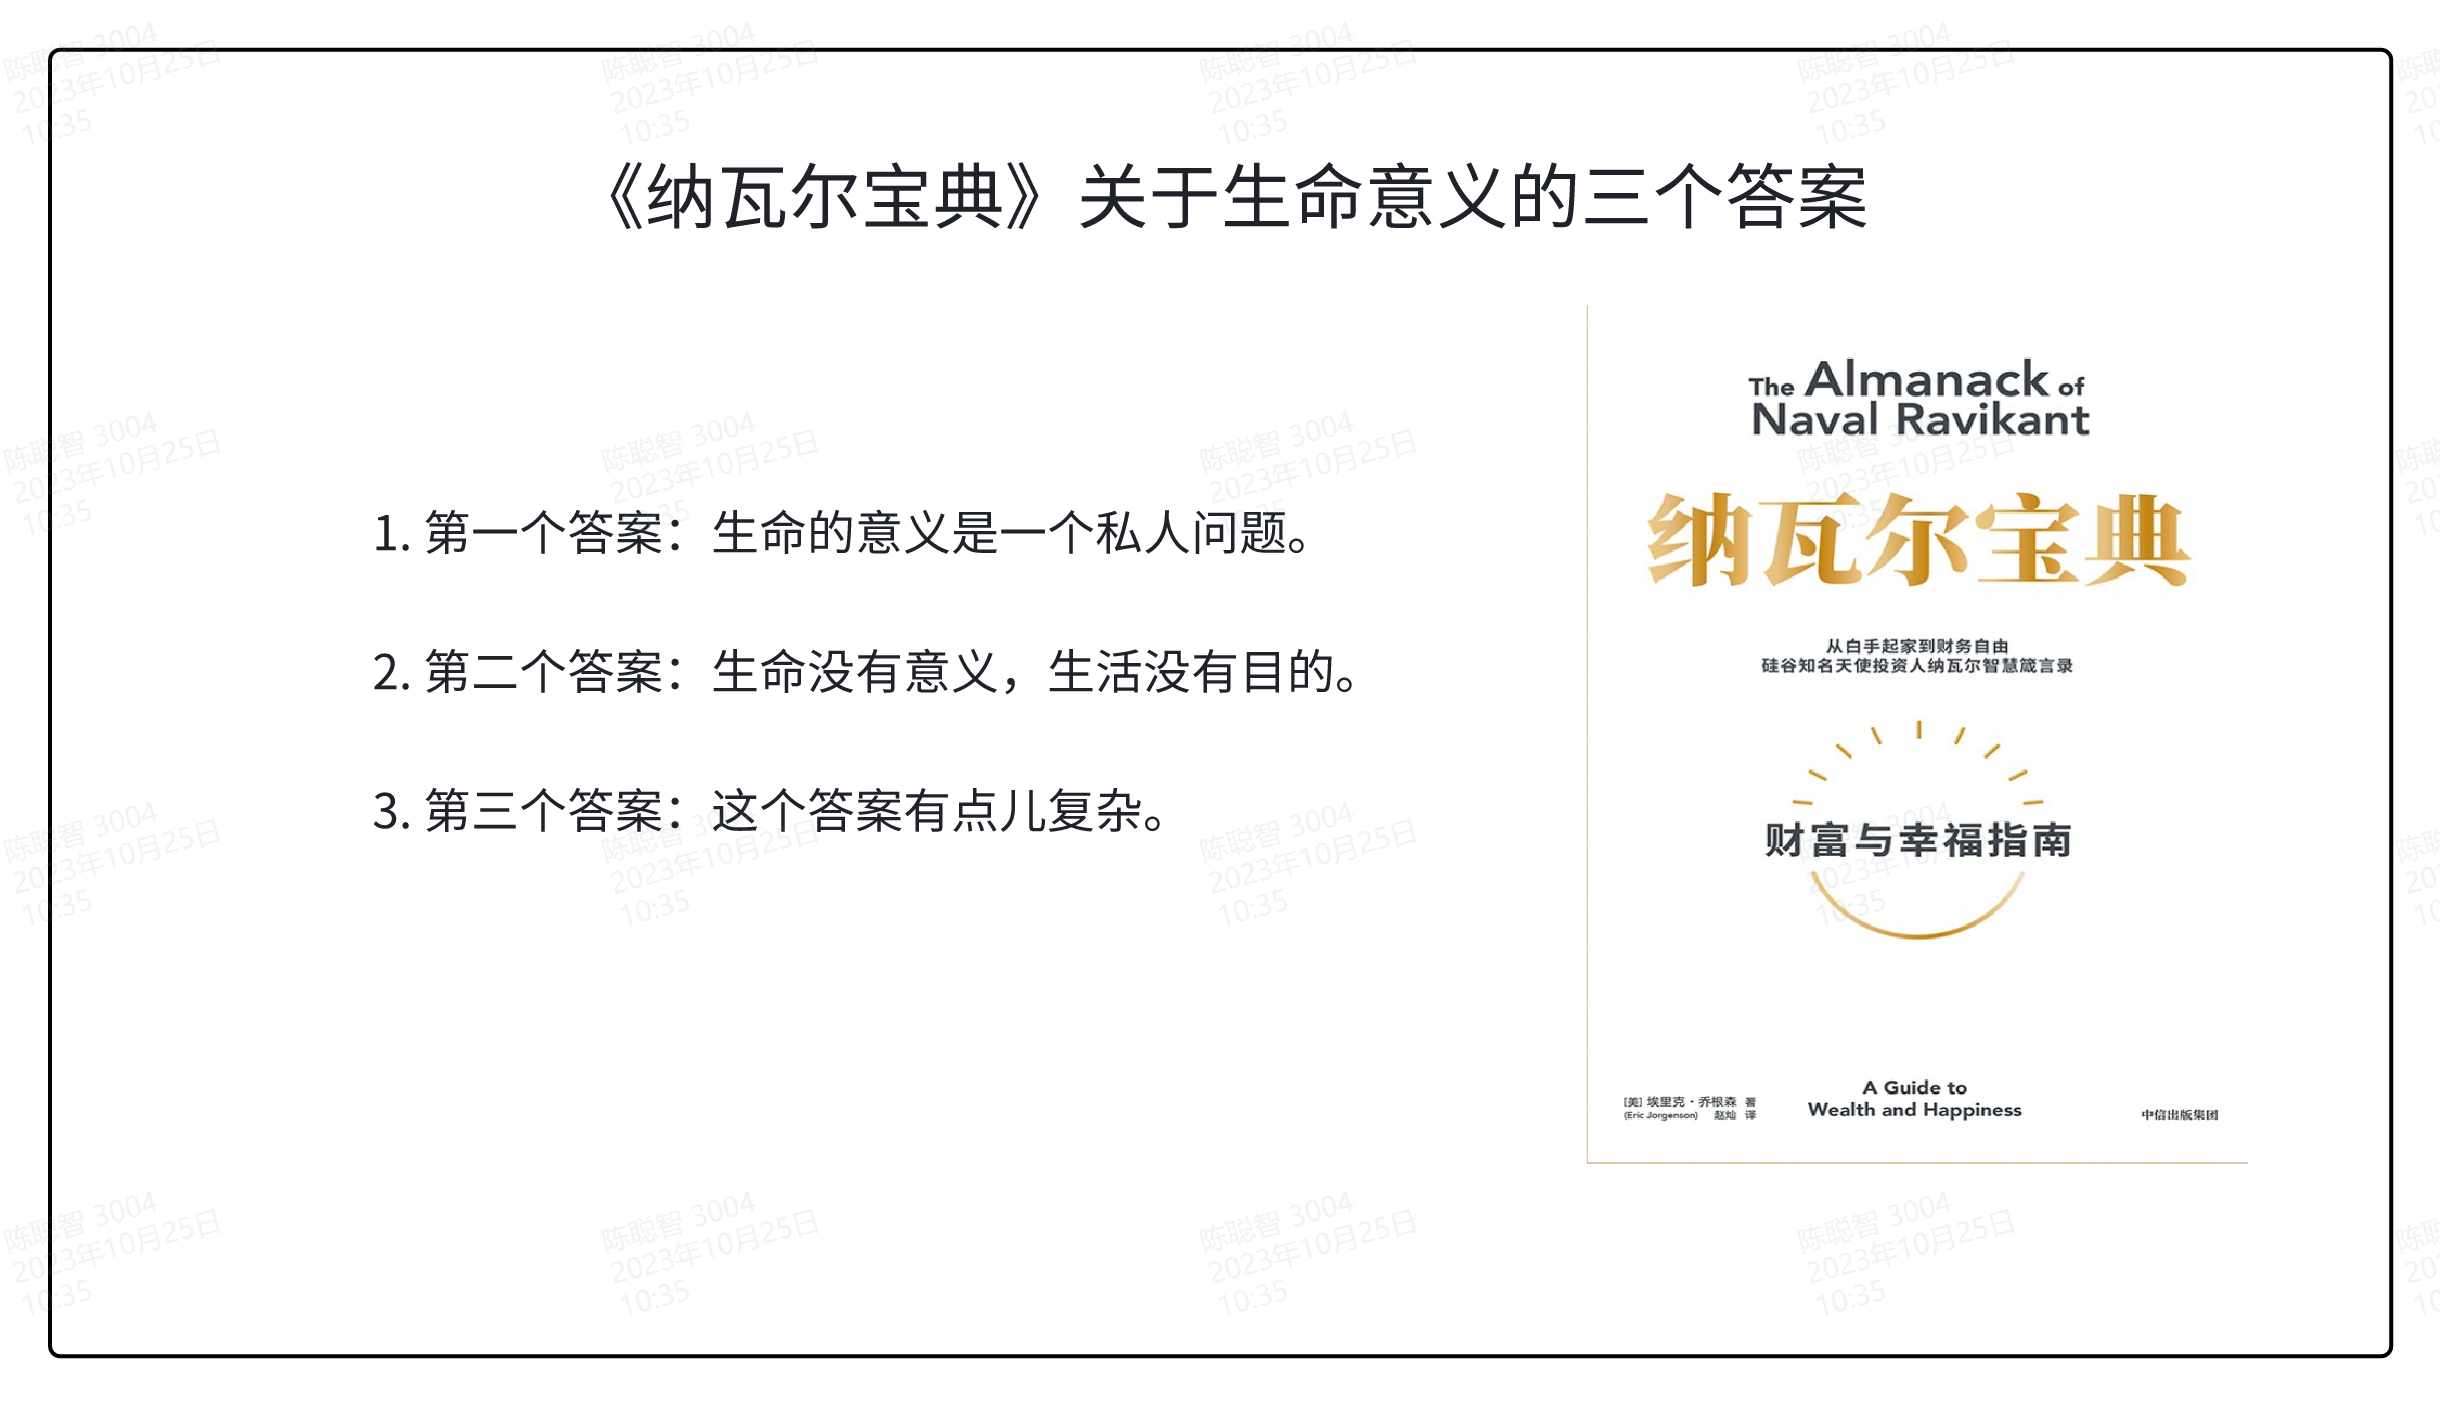 《纳瓦尔宝典》关于生命意义的三个答案
1. 第一个答案：生命的意义是一个私人问题。
2. 第二个答案：生命没有意义，生活没有目的。
3. 第三个答案：这个答案有点儿复杂。
The Almanack of
Naval Ravikant
纳瓦尔宝典
从白手起家到财务自由
硅谷知名天使投资人纳瓦尔智慧箴言录
财富与幸福指南
[美] 埃里克·乔根森 著
(Eric Jorgenson) 赵灿 译
A Guide to
Wealth and Happiness
中信出版集团
陈聪智 3004
2023年10月25日
10:35